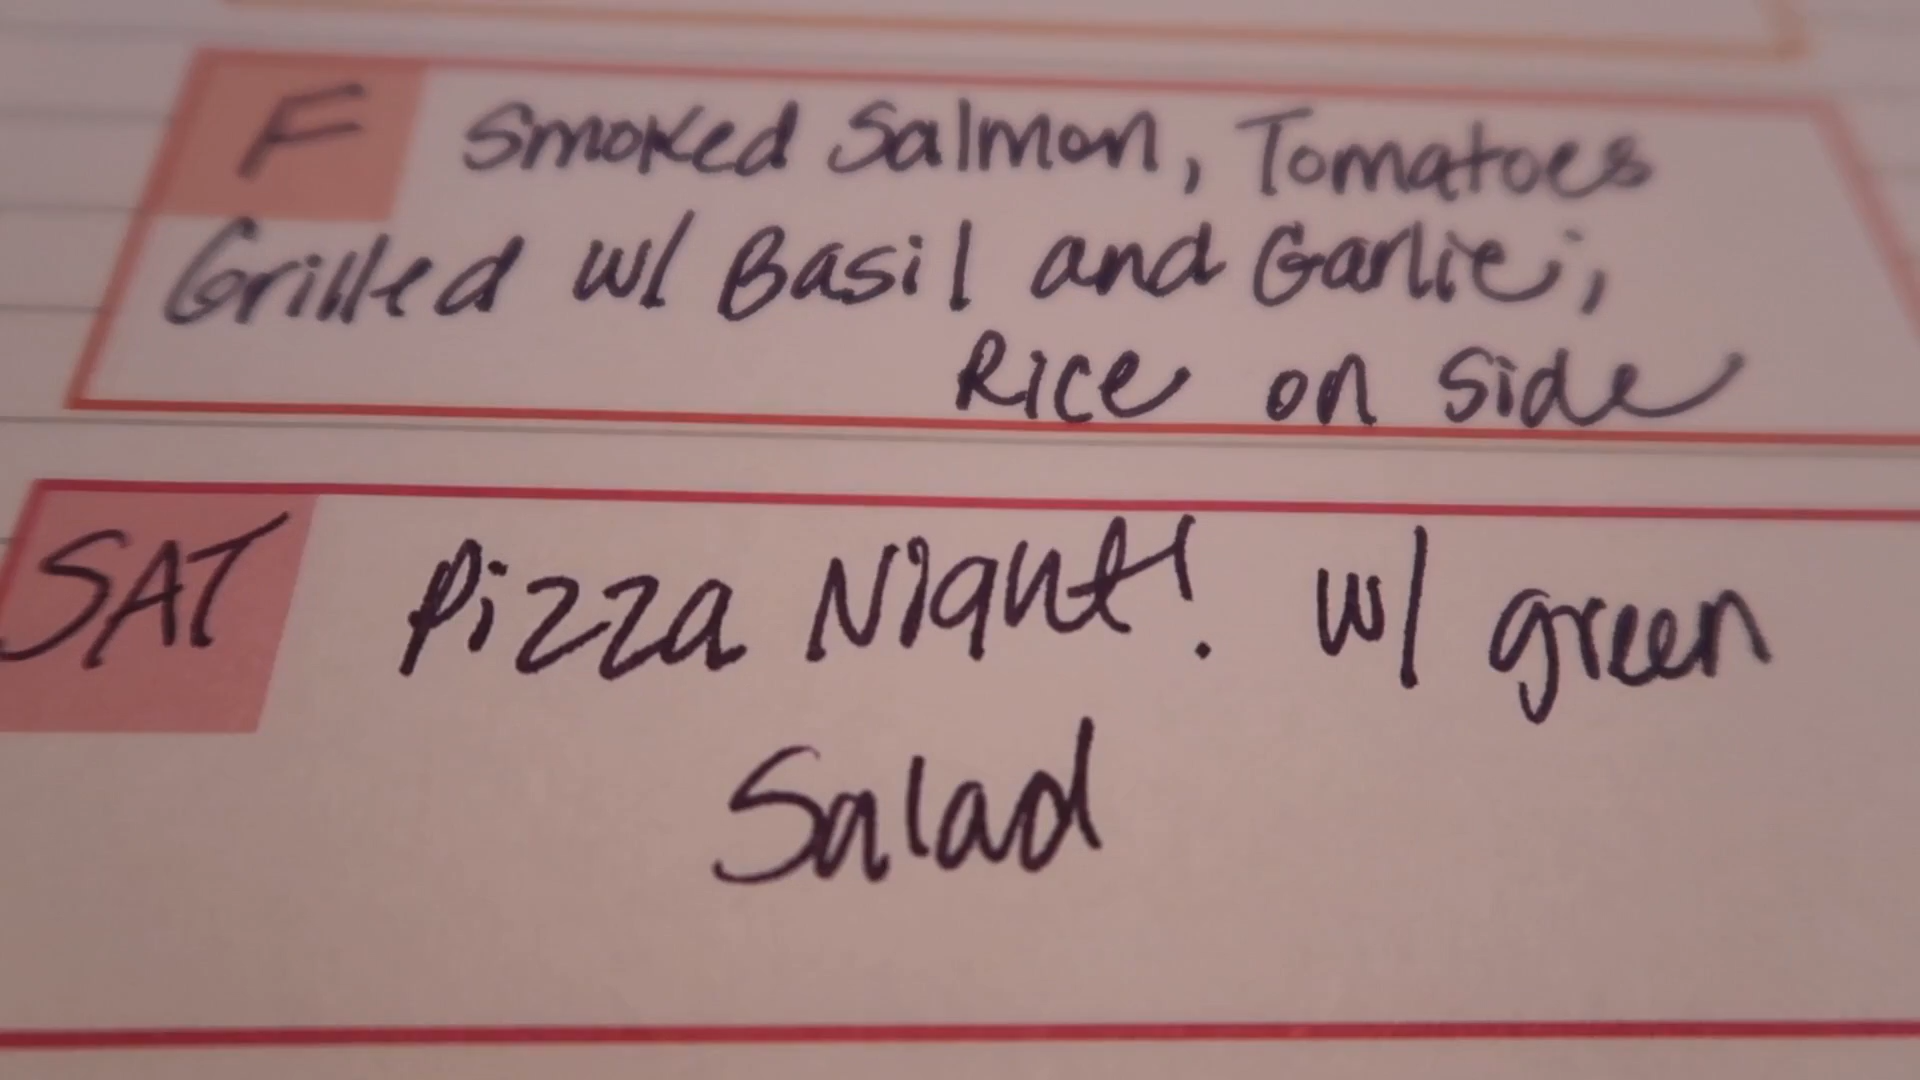 F Smoked Salmon, Tomatoes
Grilled w/ Basil and Garlic;
Rice on side
SAT Pizza Night! w/ green
Salad